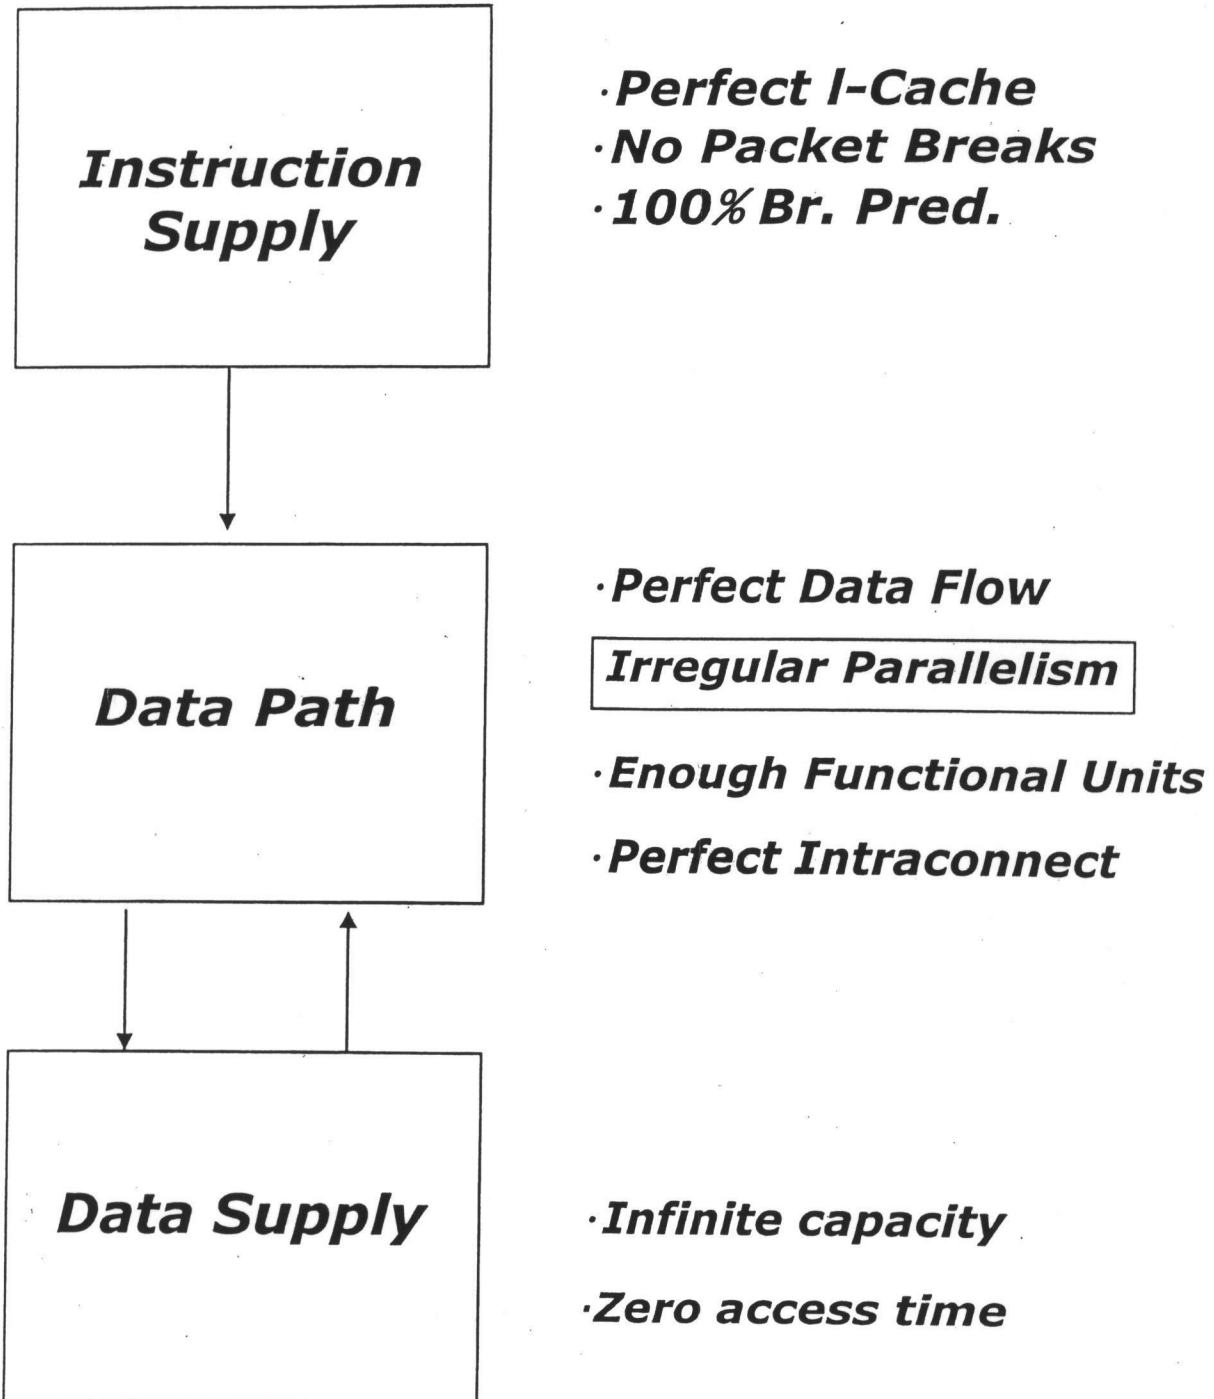 Instruction
Supply
·Perfect I-Cache
·No Packet Breaks
·100% Br. Pred.
Data Path
·Perfect Data Flow
Irregular Parallelism
·Enough Functional Units
·Perfect Intraconnect
Data Supply
·Infinite capacity
·Zero access time